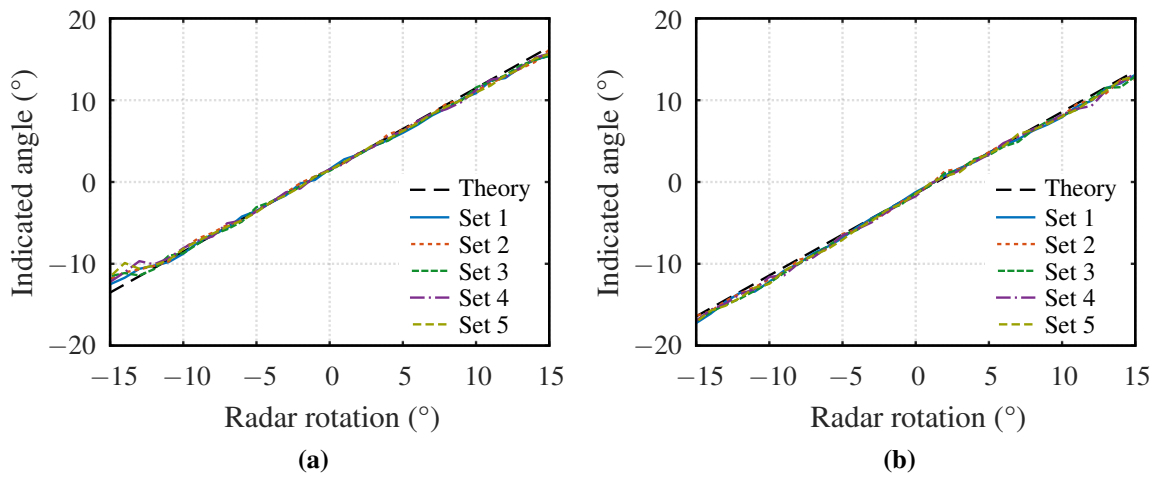 20
10
0
−10
−20
−15 −10 −5 0 5 10 15
Indicated angle (°)
Radar rotation (°)
Theory
Set 1
Set 2
Set 3
Set 4
Set 5
(a)
20
10
0
−10
−20
−15 −10 −5 0 5 10 15
Indicated angle (°)
Radar rotation (°)
Theory
Set 1
Set 2
Set 3
Set 4
Set 5
(b)